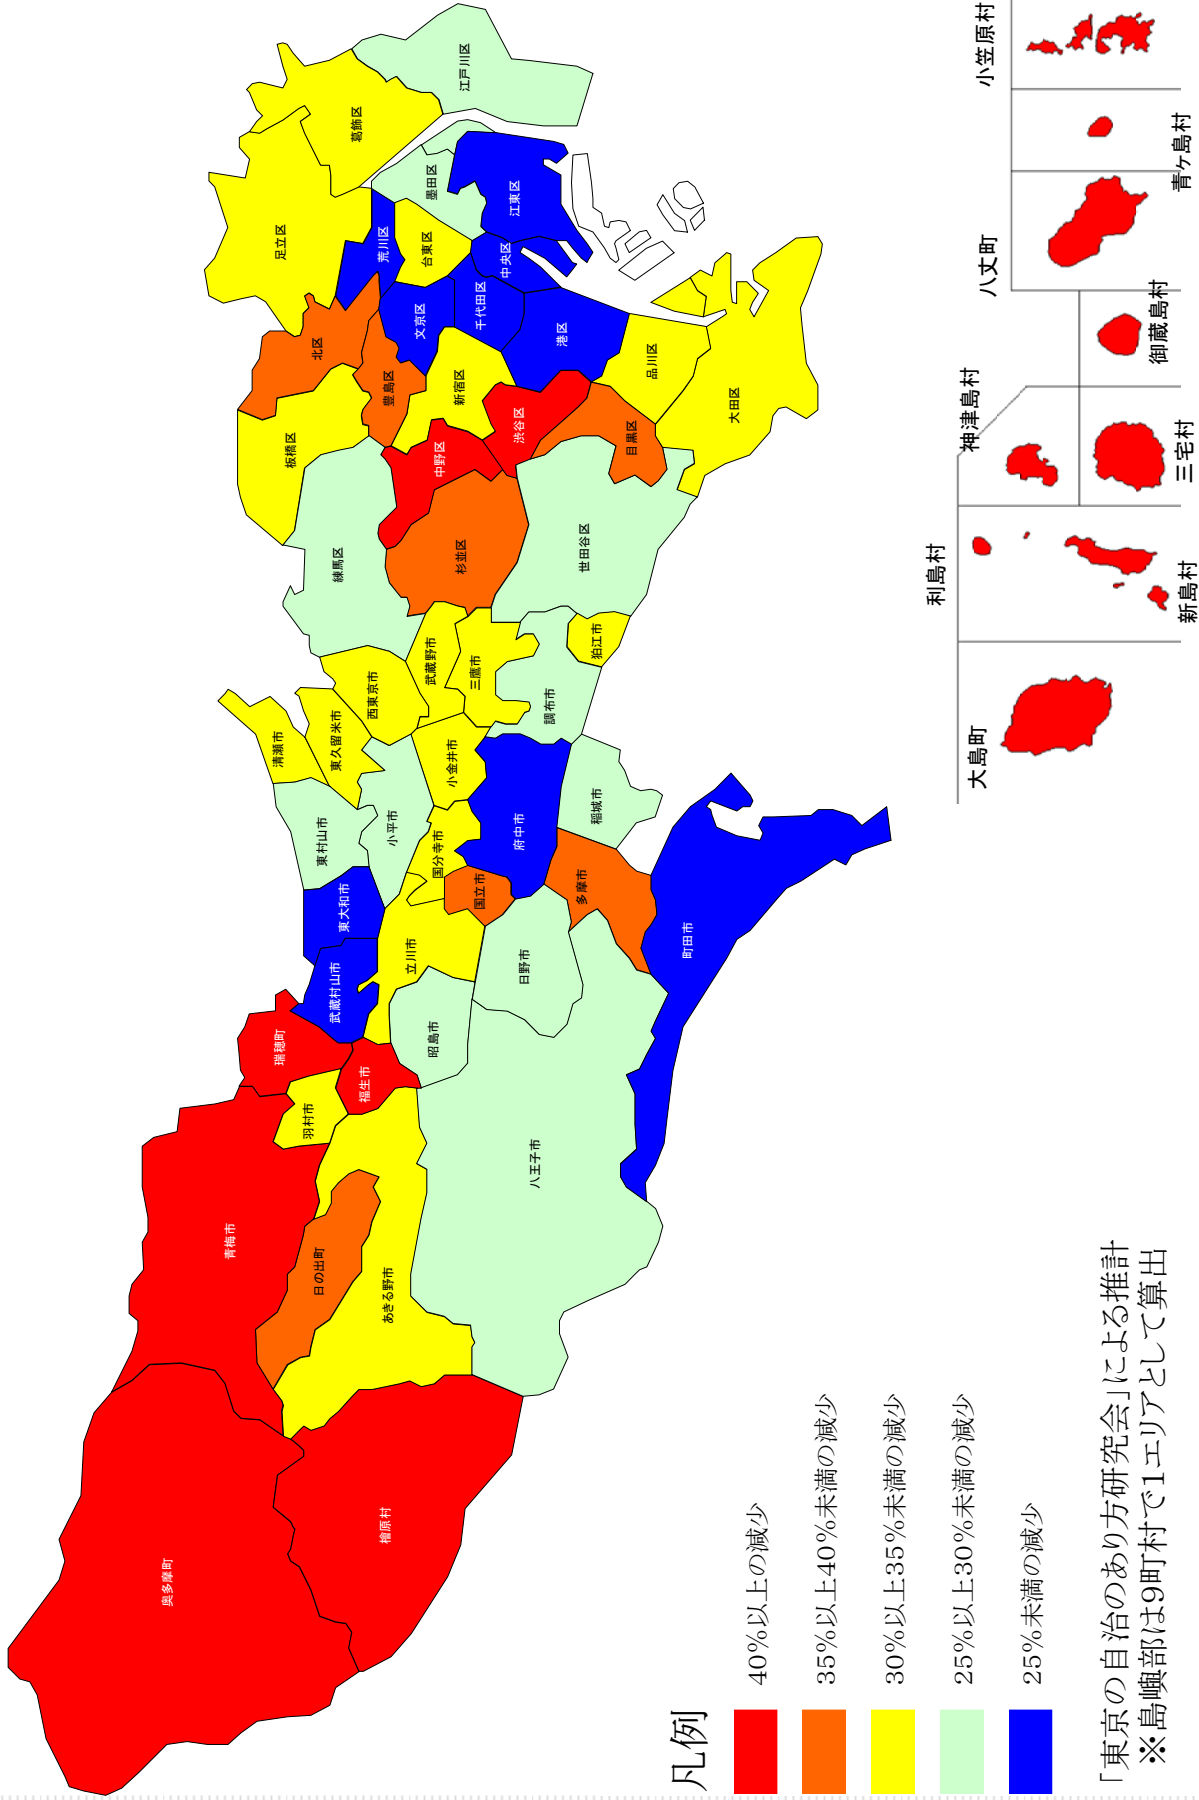 奥多摩町
檜原村
青梅市
日の出町
あきる野市
瑞穂町
羽村市
福生市
八王子市
武蔵村山市
東大和市
立川市
昭島市
日野市
町田市
東村山市
小平市
国分寺市
国立市
府中市
多摩市
稲城市
清瀬市
東久留米市
西東京市
小金井市
武蔵野市
三鷹市
調布市
狛江市
練馬区
杉並区
世田谷区
板橋区
中野区
豊島区
北区
新宿区
渋谷区
目黒区
大田区
品川区
港区
文京区
千代田区
中央区
足立区
荒川区
台東区
墨田区
江東区
葛飾区
江戸川区
大島町
利島村
新島村
神津島村
三宅村
御蔵島村
八丈町
青ヶ島村
小笠原村
凡例
40%以上の減少
35%以上40%未満の減少
30%以上35%未満の減少
25%以上30%未満の減少
25%未満の減少
「東京の自治のあり方研究会」による推計
※島嶼部は9町村で1エリアとして算出